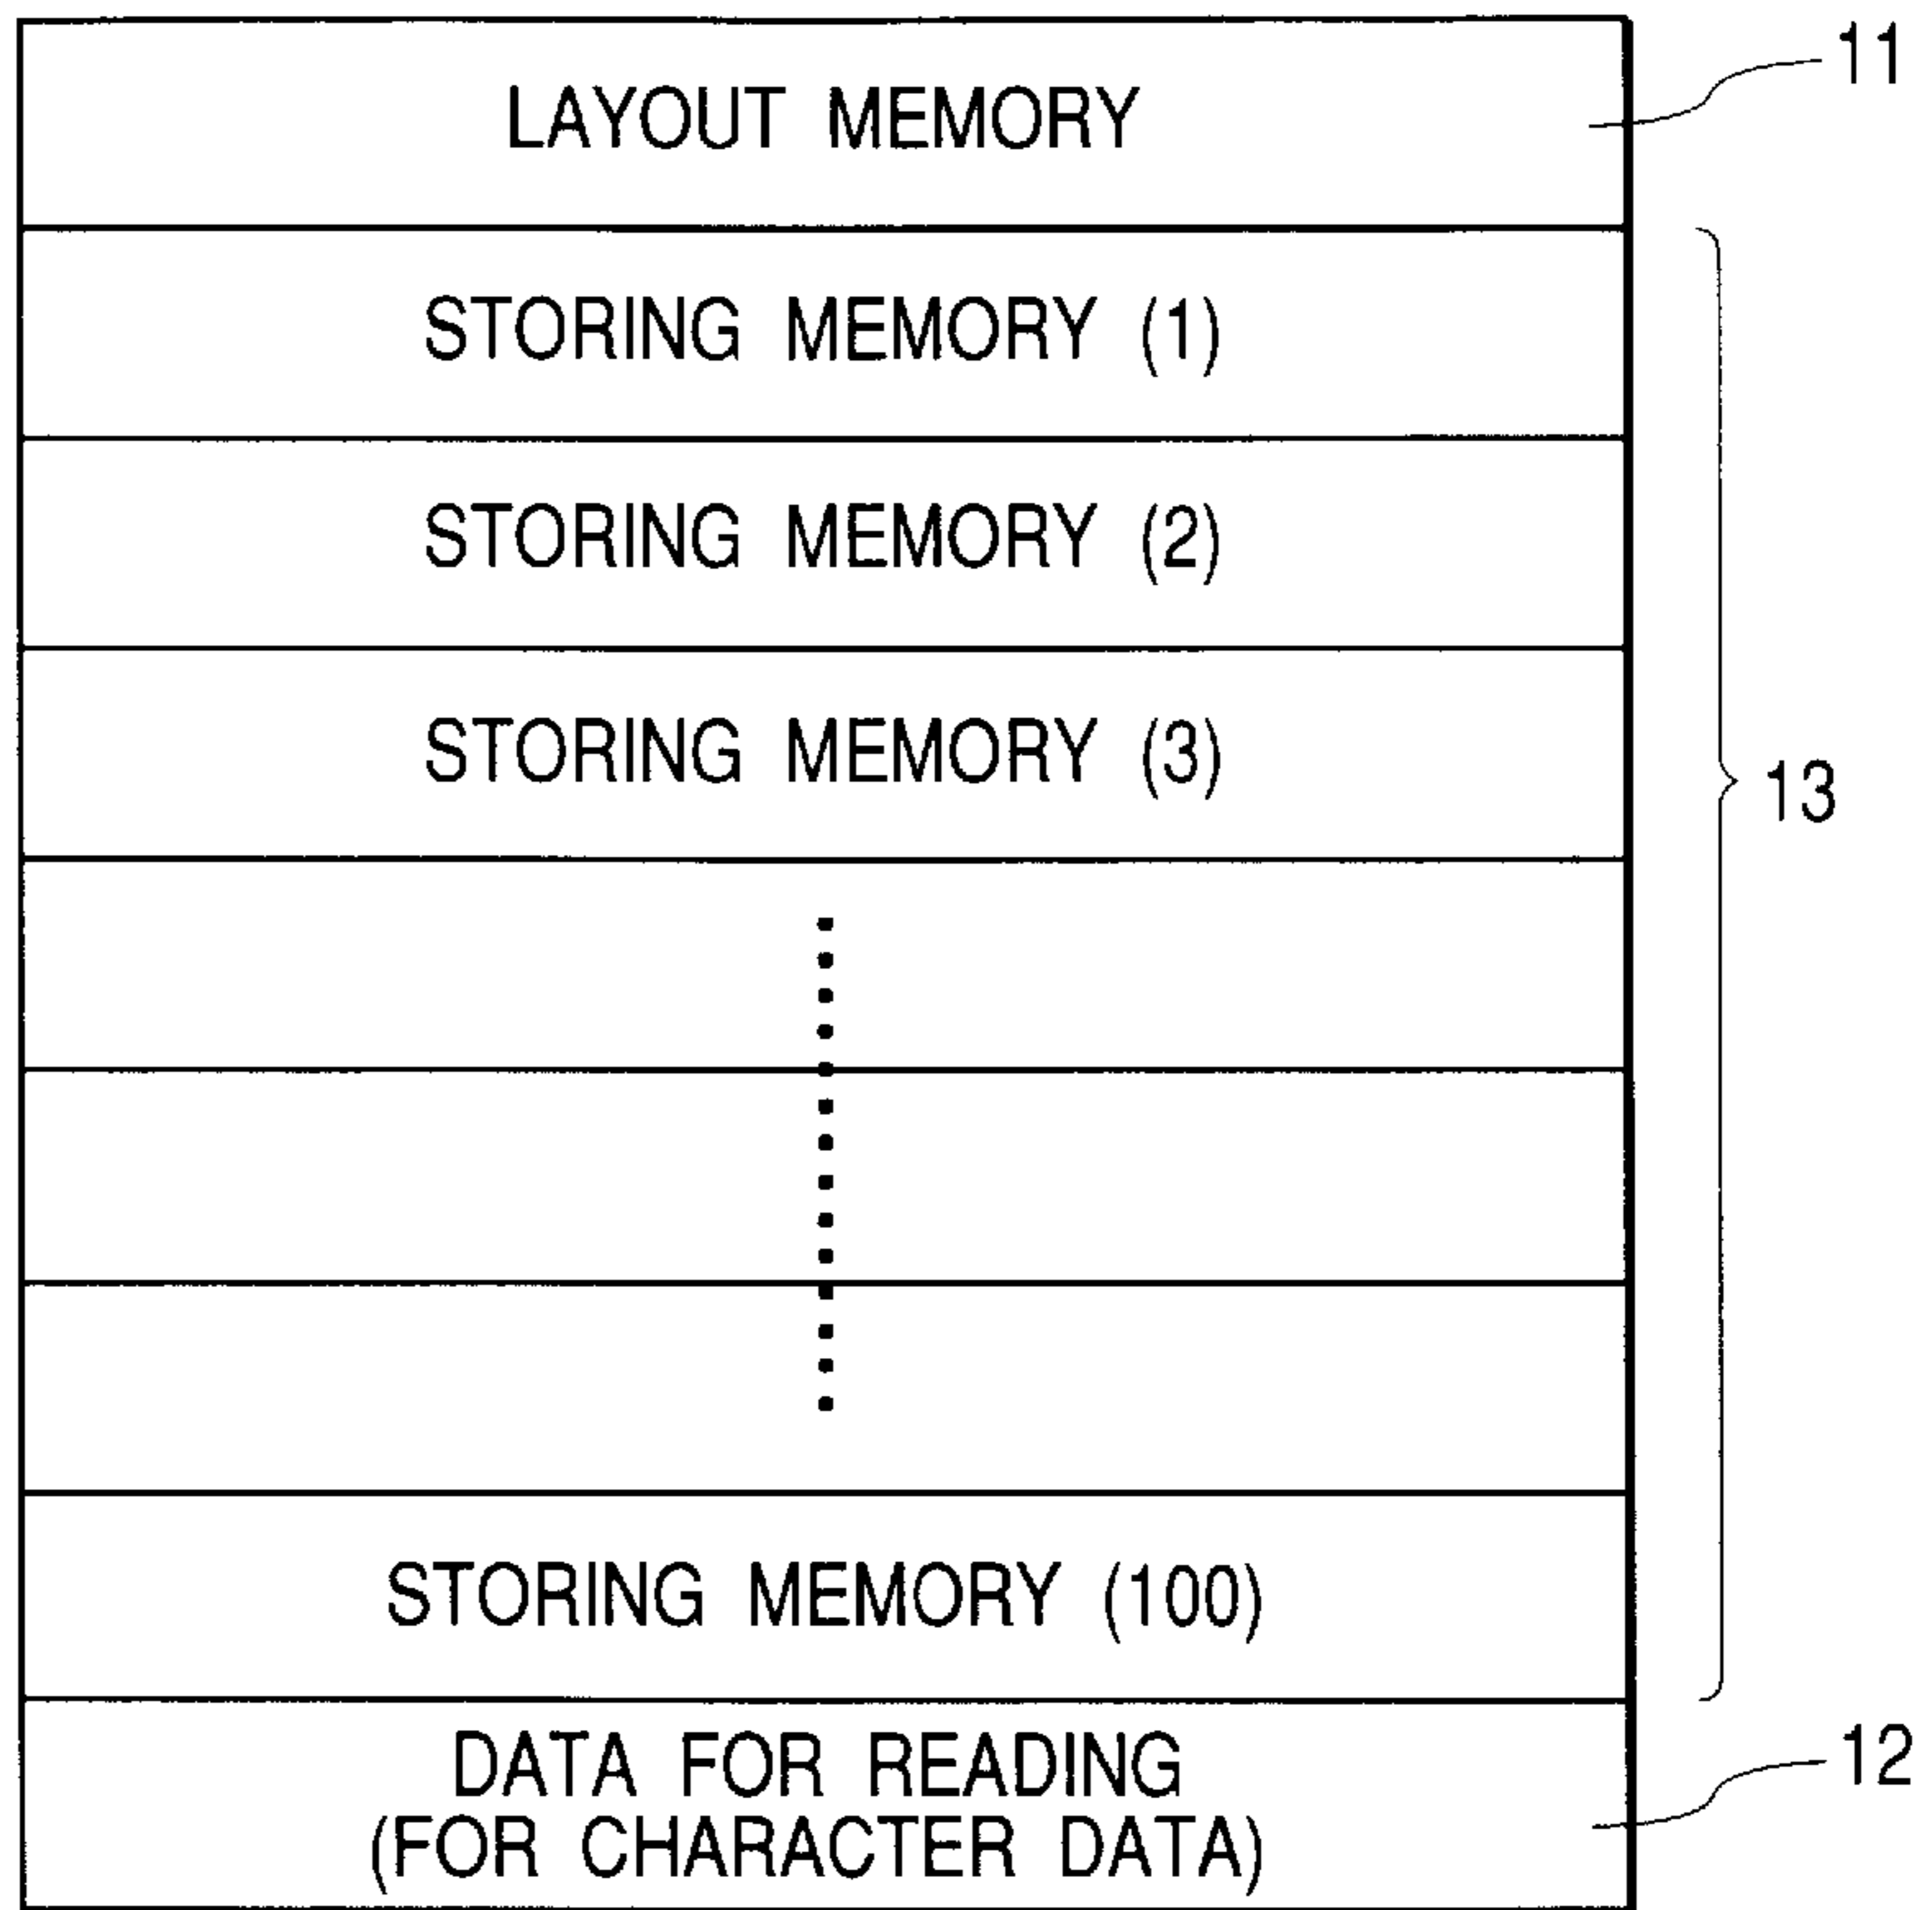 LAYOUT MEMORY
11
STORING MEMORY (1)
STORING MEMORY (2)
STORING MEMORY (3)
13
STORING MEMORY (100)
DATA FOR READING
(FOR CHARACTER DATA)
12